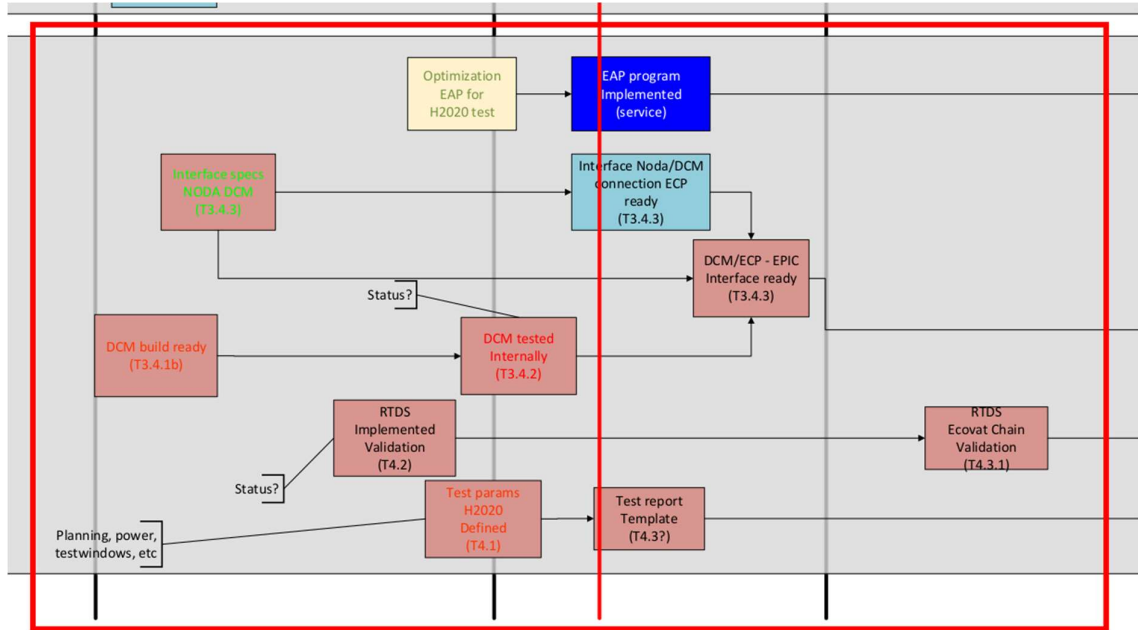 Optimization
EAP for
H2020 test
EAP program
Implemented
(service)
Interface specs
NODA DCM
(T3.4.3)
Interface Noda/DCM
connection ECP
ready
(T3.4.3)
DCM/ECP - EPIC
Interface ready
(T3.4.3)
Status?
DCM build ready
(T3.4.1b)
DCM tested
Internally
(T3.4.2)
RTDS
Implemented
Validation
(T4.2)
RTDS
Ecovat Chain
Validation
(T4.3.1)
Status?
Test params
H2020
Defined
(T4.1)
Test report
Template
(T4.3?)
Planning, power,
testwindows, etc